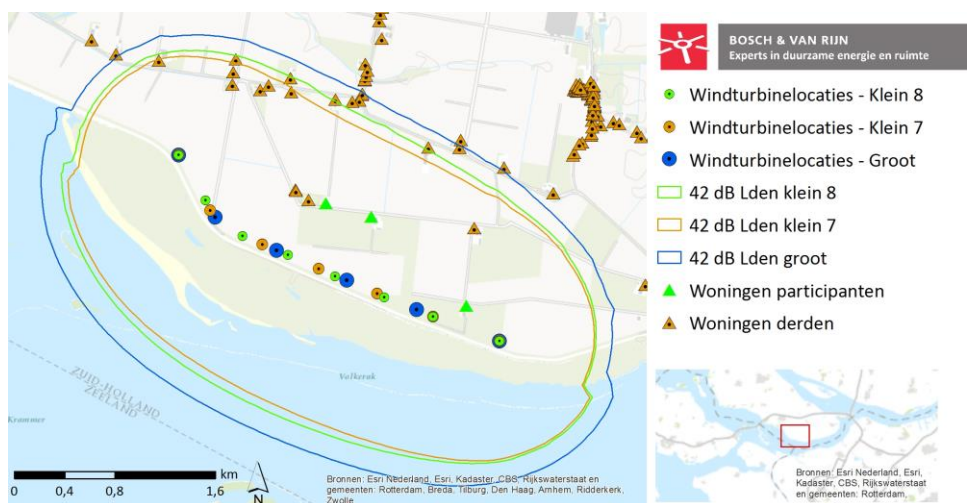 ZUID-HOLLAND
ZEELAND
Volkerak
Krammer
km
0
0,4
0,8
1,6
N
Bronnen: Esri Nederland, Esri, Kadaster, CBS, Rijkswaterstaat en
gemeenten: Rotterdam, Breda, Tilburg, Den Haag, Arnhem, Ridderkerk,
Zwolle
BOSCH & VAN RIJN
Experts in duurzame energie en ruimte
Windturbinelocaties - Klein 8
Windturbinelocaties - Klein 7
Windturbinelocaties - Groot
42 dB Lden klein 8
42 dB Lden klein 7
42 dB Lden groot
Woningen participanten
Woningen derden
Bronnen: Esri Nederland, Esri,
Kadaster, CBS, Rijkswaterstaat
en gemeenten: Rotterdam,